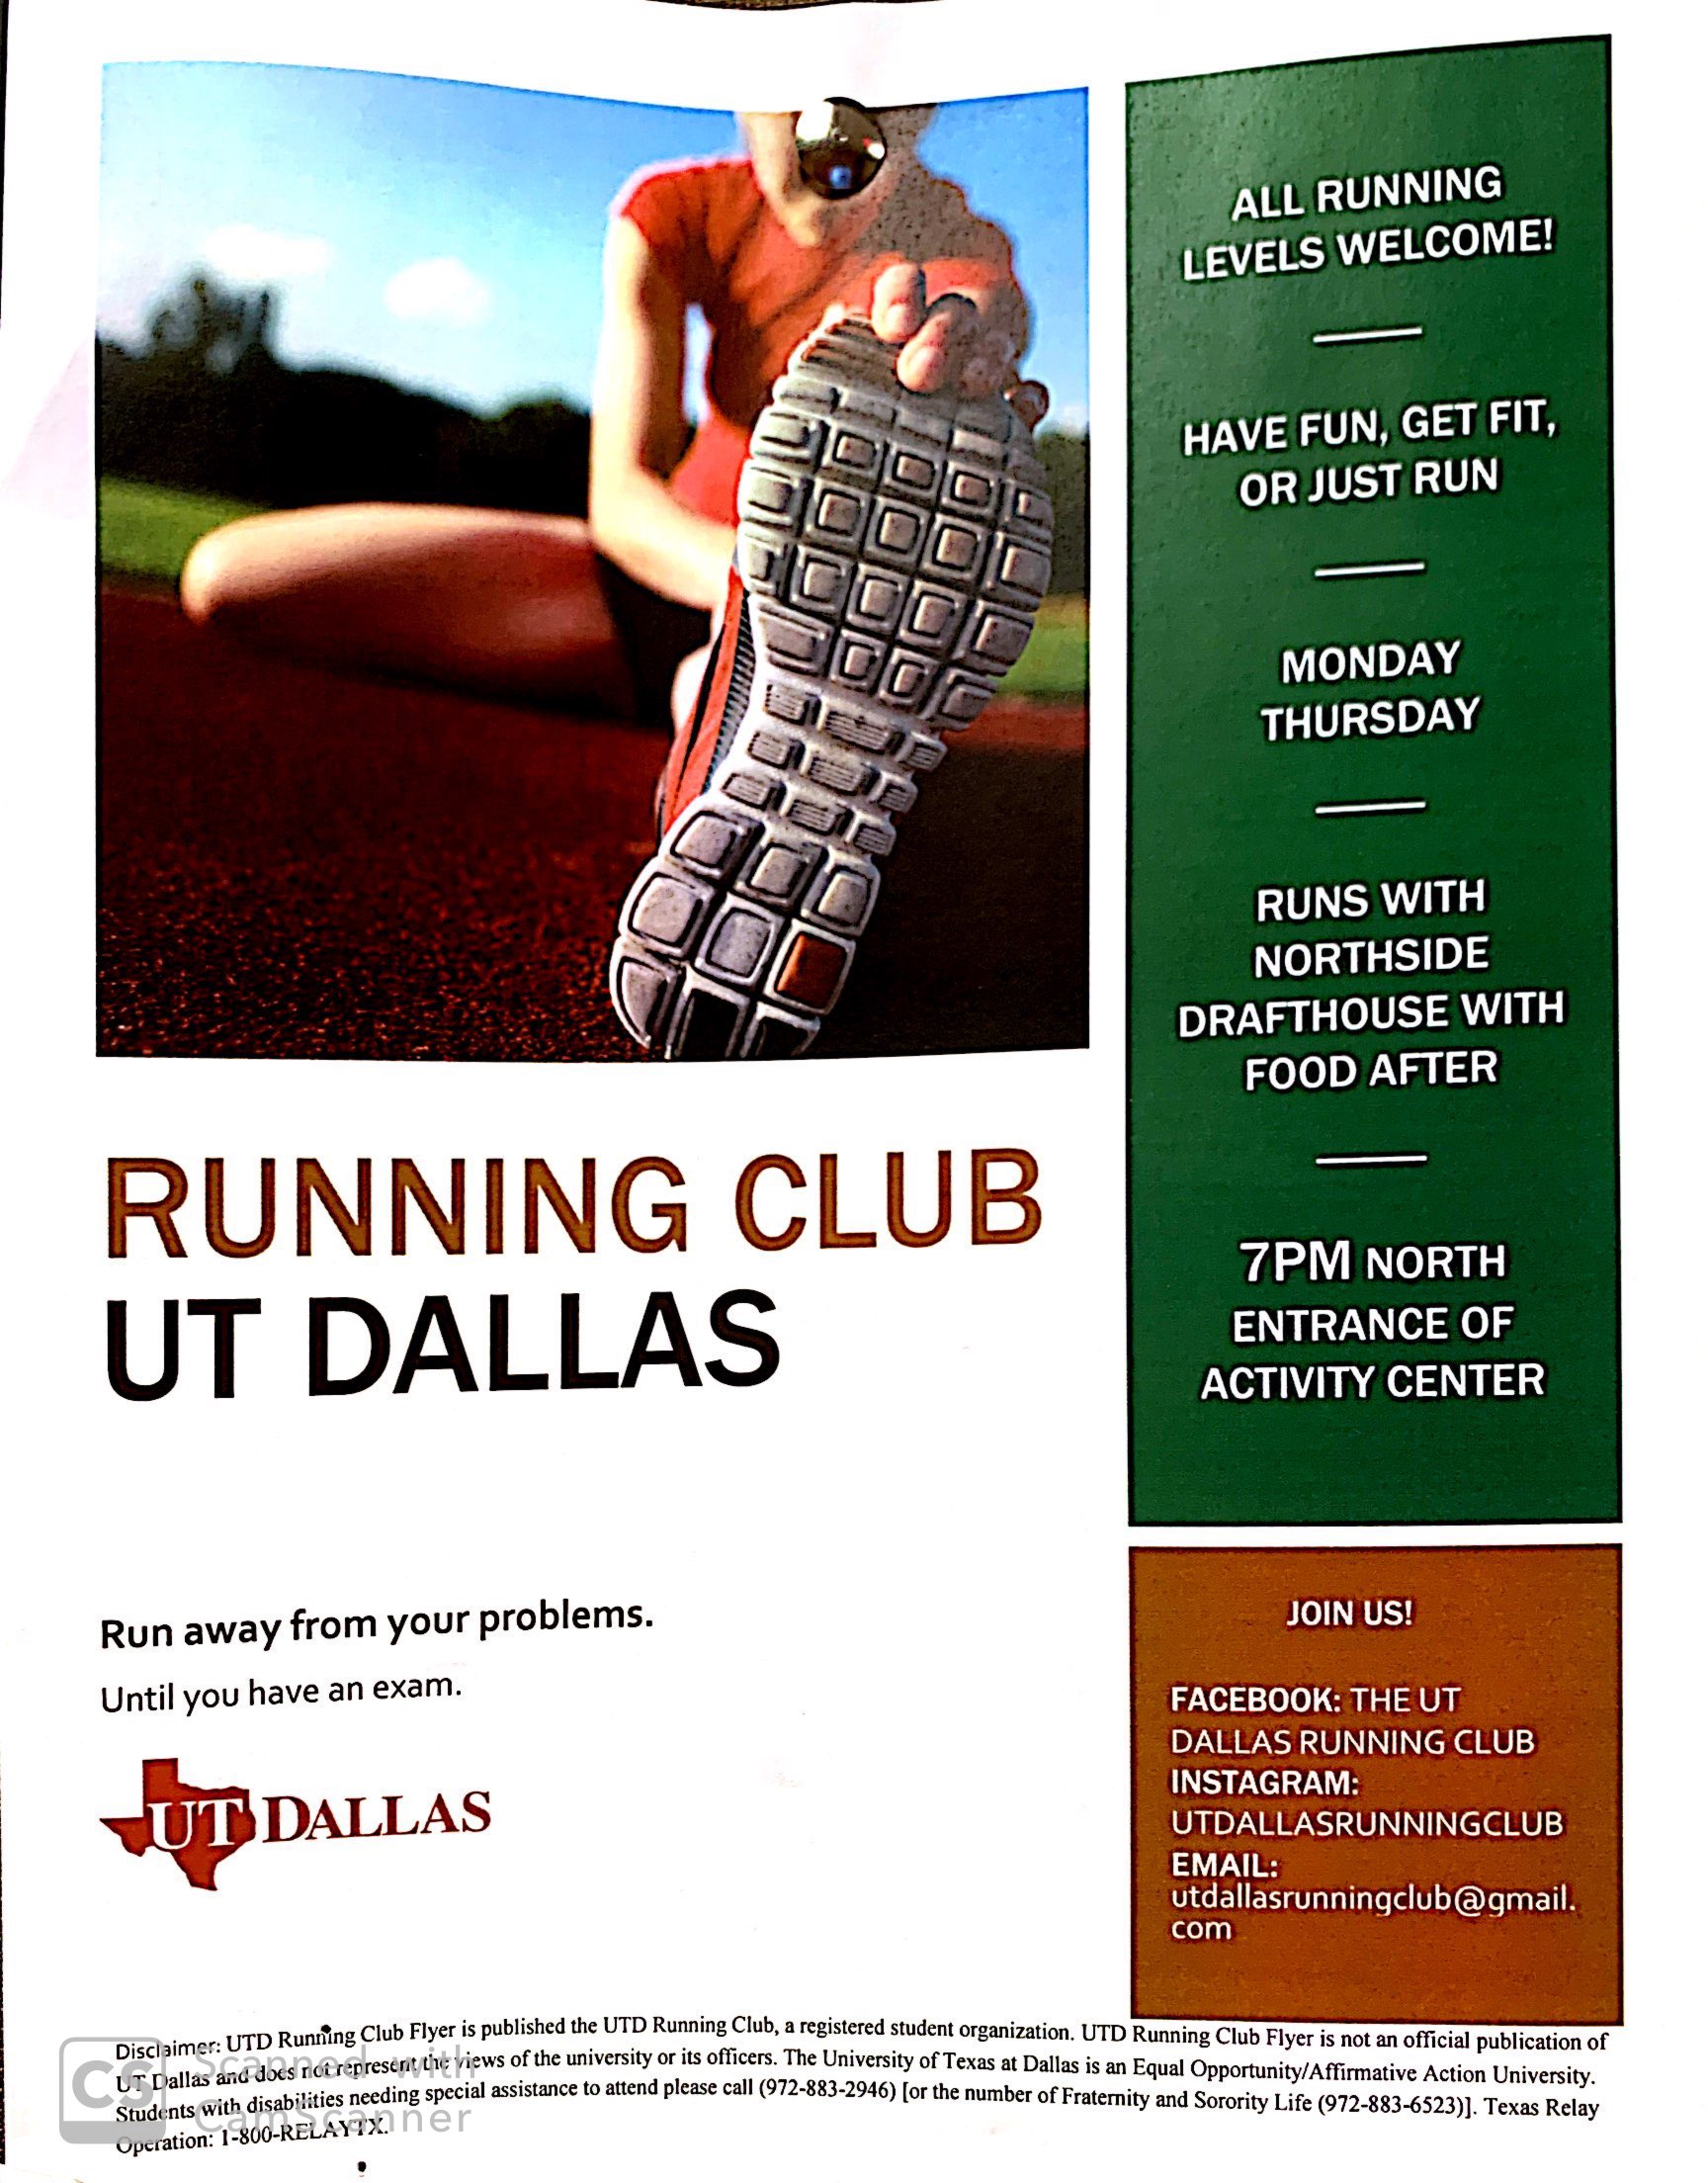 ALL RUNNING
LEVELS WELCOME!
HAVE FUN, GET FIT,
OR JUST RUN
MONDAY
THURSDAY
RUNS WITH
NORTHSIDE
DRAFTHOUSE WITH
FOOD AFTER
7PM NORTH
ENTRANCE OF
ACTIVITY CENTER
RUNNING CLUB
UT DALLAS
Run away from your problems.
Until you have an exam.
UT DALLAS
JOIN US!
FACEBOOK: THE UT
DALLAS RUNNING CLUB
INSTAGRAM:
UTDALLASRUNNINGCLUB
EMAIL:
utdallasrunningclub@gmail.
com
Disclaimer: UTD Running Club Flyer is published the UTD Running Club, a registered student organization. UTD Running Club Flyer is not an official publication of
UT Dallas and does not represent the views of the university or its officers. The University of Texas at Dallas is an Equal Opportunity/Affirmative Action University.
Students with disabilities needing special assistance to attend please call (972-883-2946) [or the number of Fraternity and Sorority Life (972-883-6523)]. Texas Relay
Operation: 1-800-RELAYTX.
CS
Scanned with
CamScanner